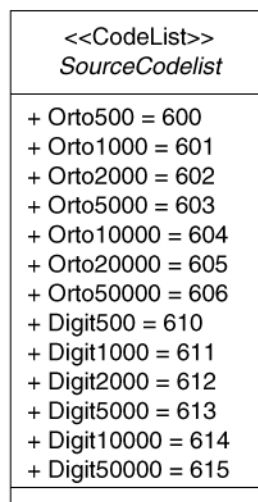 <<CodeList>>
SourceCodelist
+ Orto500 = 600
+ Orto1000 = 601
+ Orto2000 = 602
+ Orto5000 = 603
+ Orto10000 = 604
+ Orto20000 = 605
+ Orto50000 = 606
+ Digit500 = 610
+ Digit1000 = 611
+ Digit2000 = 612
+ Digit5000 = 613
+ Digit10000 = 614
+ Digit50000 = 615